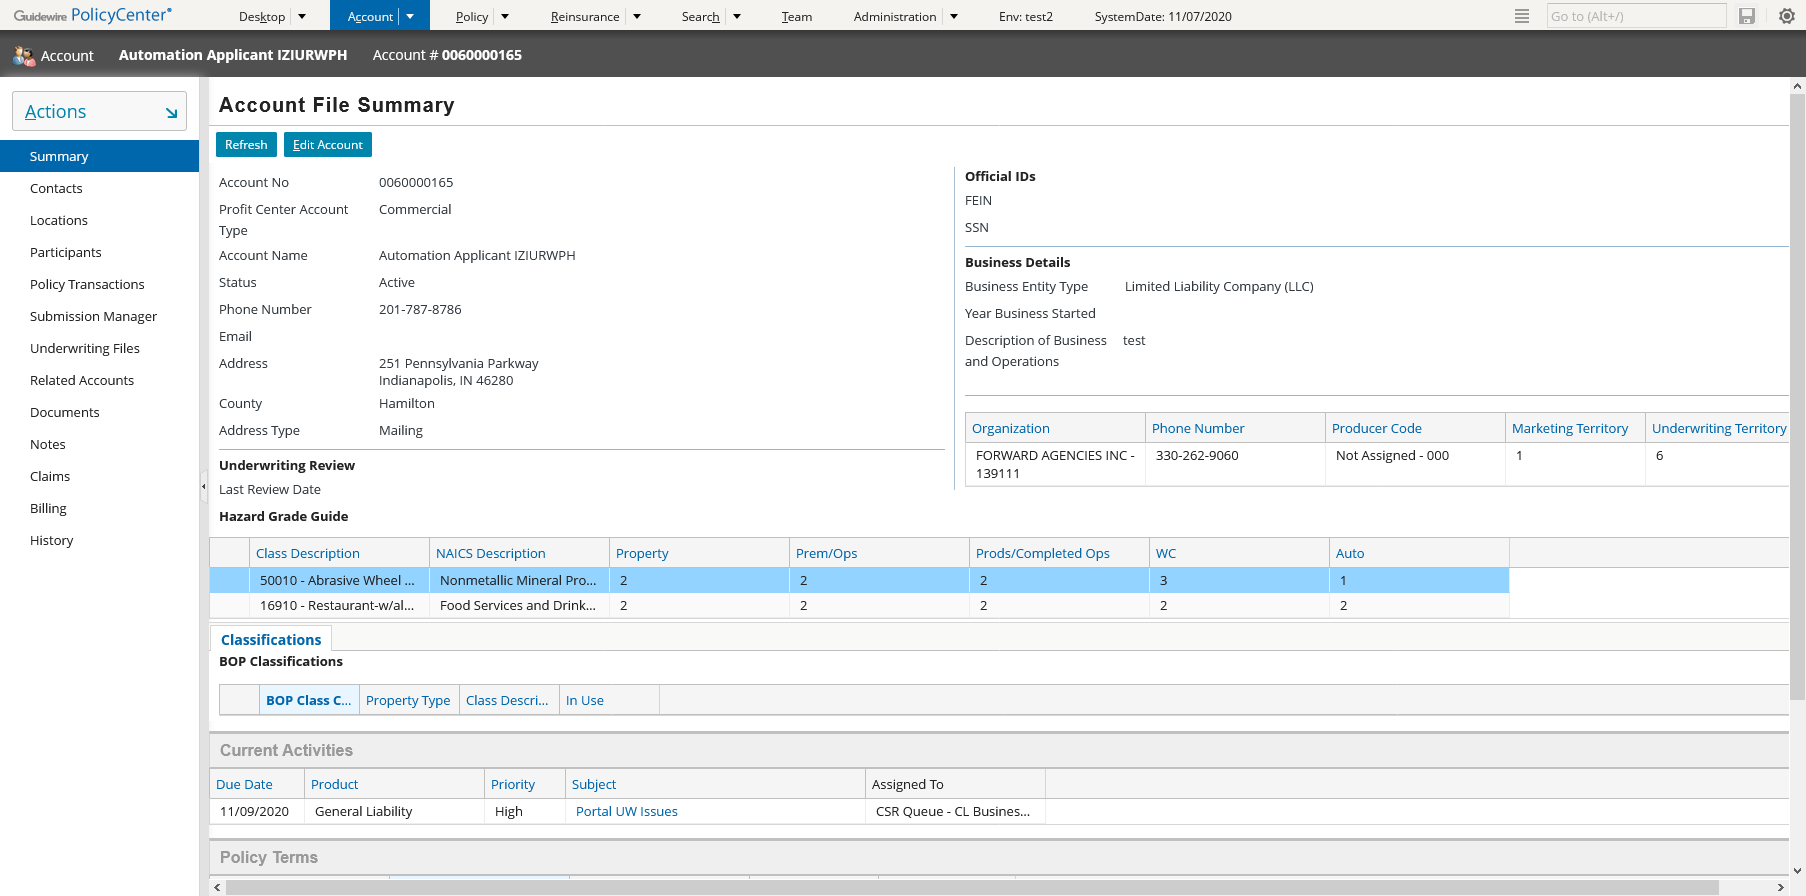 Guidewire PolicyCenter®
Desktop
Account
Policy
Reinsurance
Search
Team
Administration
Env: test2
SystemDate: 11/07/2020
Go to (Alt+/)
Account
Automation Applicant IZIURWPH
Account # 0060000165
Actions
Summary
Contacts
Locations
Participants
Policy Transactions
Submission Manager
Underwriting Files
Related Accounts
Documents
Notes
Claims
Billing
History
Account File Summary
Refresh
Edit Account
Account No 0060000165
Profit Center Account Commercial
Type
Account Name Automation Applicant IZIURWPH
Status Active
Phone Number 201-787-8786
Email
Address 251 Pennsylvania Parkway
Indianapolis, IN 46280
County Hamilton
Address Type Mailing
Underwriting Review
Last Review Date
Official IDs
FEIN
SSN
Business Details
Business Entity Type Limited Liability Company (LLC)
Year Business Started
Description of Business test
and Operations
Organization Phone Number Producer Code Marketing Territory Underwriting Territory
FORWARD AGENCIES INC - 330-262-9060 Not Assigned - 000 1 6
139111
Hazard Grade Guide
Class Description NAICS Description Property Prem/Ops Prods/Completed Ops WC Auto
50010 - Abrasive Wheel ... Nonmetallic Mineral Pro... 2 2 2 3 1
16910 - Restaurant-w/al... Food Services and Drink... 2 2 2 2 2
Classifications
BOP Classifications
BOP Class C... Property Type Class Descri... In Use
Current Activities
Due Date Product Priority Subject Assigned To
11/09/2020 General Liability High Portal UW Issues CSR Queue - CL Busines...
Policy Terms